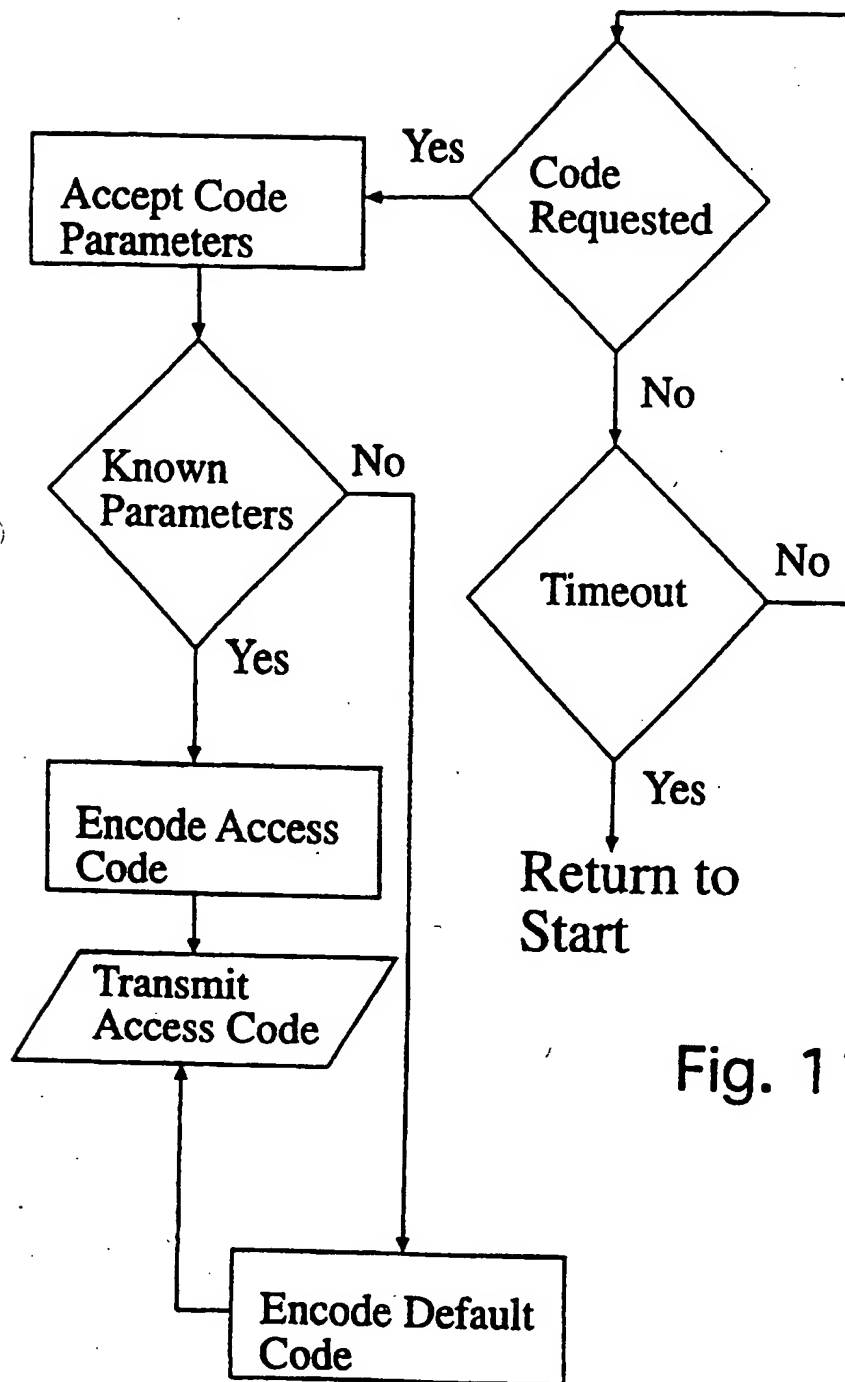 Yes
Code
Requested
Accept Code
Parameters
No
Known
Parameters
No
Timeout
No
Yes
Yes
Encode Access
Code
Return to
Start
Transmit
Access Code
Fig. 1
Encode Default
Code